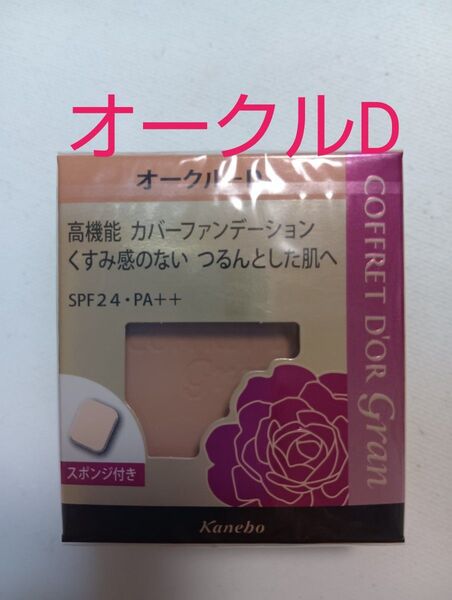 オークルD
オークル-D
高機能 カバーファンデーション
くすみ感のない つるんとした肌へ
SPF24・PA++
COFFRET D'OR Gran
gran
スポンジ付き
Kanebo